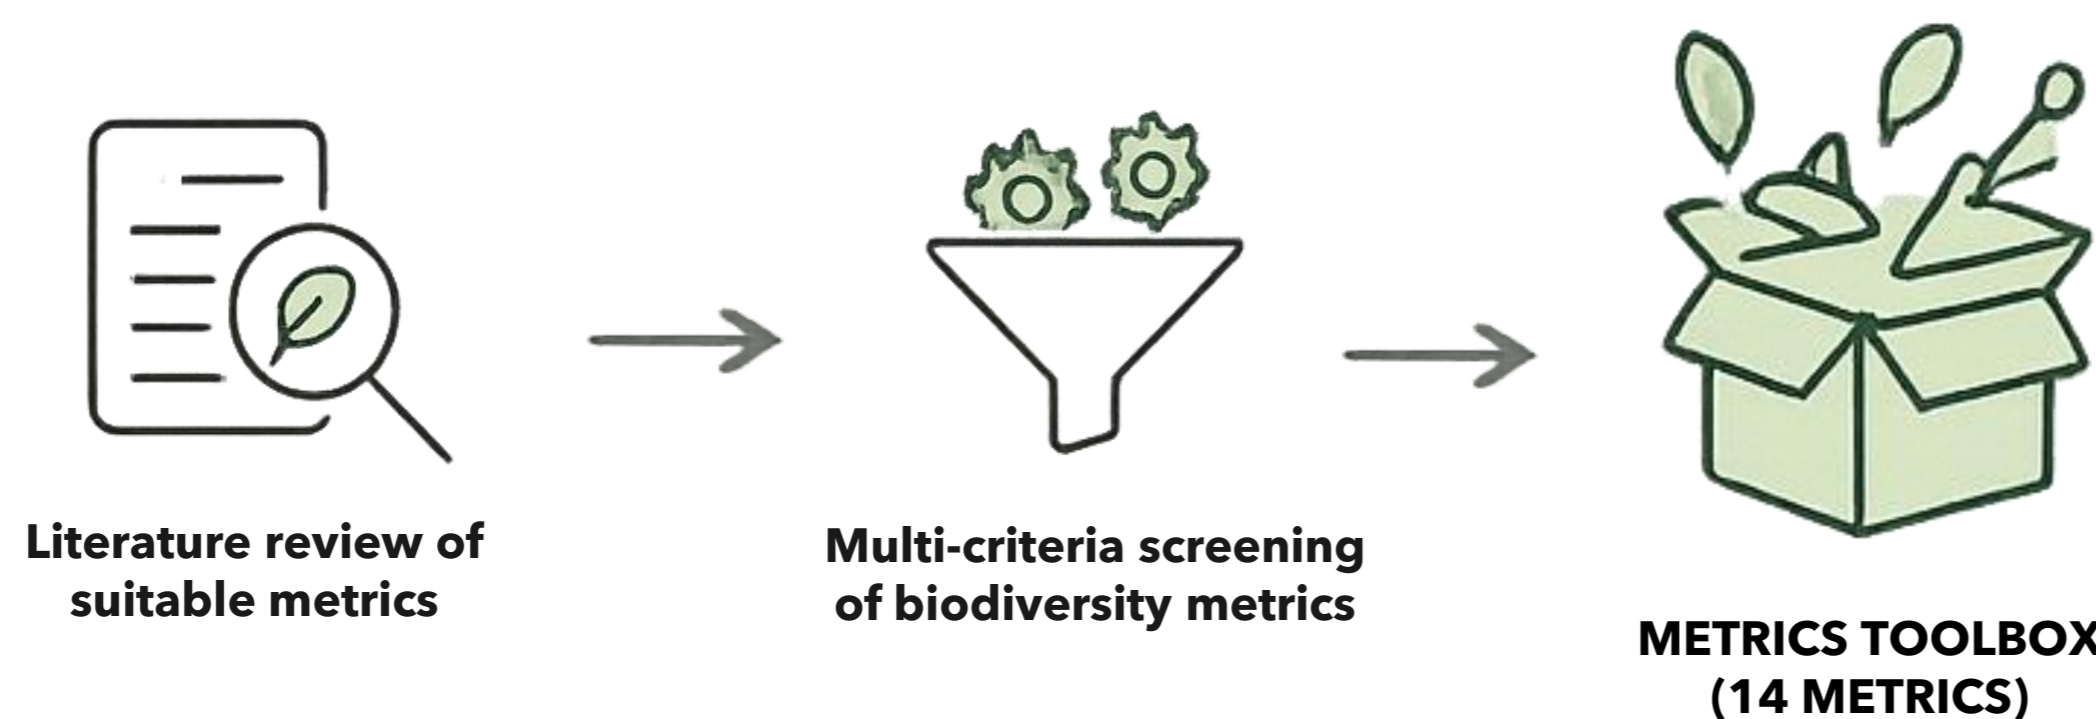 Literature review of
suitable metrics
Multi-criteria screening
of biodiversity metrics
METRICS TOOLBOX
(14 METRICS)